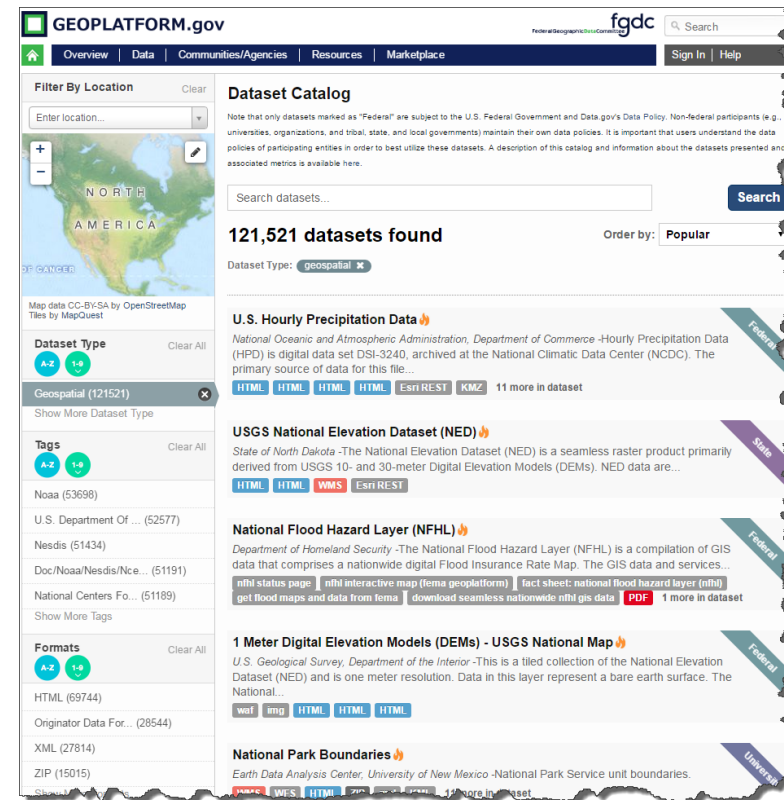 GEOPLATFORM.gov
fgdc
Federal Geographic Data Committee
Search
Overview | Data | Communities/Agencies | Resources | Marketplace
Sign In | Help
Filter By Location
Clear
Enter location...
+
−
NORTH
AMERICA
OF CANCER
Map data CC-BY-SA by OpenStreetMap
Tiles by MapQuest
Dataset Type
Clear All
A-Z
1-9
Geospatial (121521)
Show More Dataset Type
Tags
Clear All
A-Z
1-9
Noaa (53698)
U.S. Department Of ... (52577)
Nesdis (51434)
Doc/Noaa/Nesdis/Nce... (51191)
National Centers Fo... (51189)
Show More Tags
Formats
Clear All
A-Z
1-9
HTML (69744)
Originator Data For... (28544)
XML (27814)
ZIP (15015)
Dataset Catalog
Note that only datasets marked as "Federal" are subject to the U.S. Federal Government and Data.gov's Data Policy. Non-federal participants (e.g.,
universities, organizations, and tribal, state, and local governments) maintain their own data policies. It is important that users understand the data
policies of participating entities in order to best utilize these datasets. A description of this catalog and information about the datasets presented and
associated metrics is available here.
Search datasets...
Search
121,521 datasets found
Order by: Popular
Dataset Type: geospatial ✖
U.S. Hourly Precipitation Data
Federal
National Oceanic and Atmospheric Administration, Department of Commerce -Hourly Precipitation Data
(HPD) is digital data set DSI-3240, archived at the National Climatic Data Center (NCDC). The
primary source of data for this file...
HTML HTML HTML HTML Esri REST KMZ 11 more in dataset
USGS National Elevation Dataset (NED)
State
State of North Dakota -The National Elevation Dataset (NED) is a seamless raster product primarily
derived from USGS 10- and 30-meter Digital Elevation Models (DEMs). NED data are...
HTML HTML WMS Esri REST
National Flood Hazard Layer (NFHL)
Federal
Department of Homeland Security -The National Flood Hazard Layer (NFHL) is a compilation of GIS
data that comprises a nationwide digital Flood Insurance Rate Map. The GIS data and services...
nfhl status page nfhl interactive map (fema geoplatform) fact sheet: national flood hazard layer (nfhl)
get flood maps and data from fema download seamless nationwide nfhl gis data PDF 1 more in dataset
1 Meter Digital Elevation Models (DEMs) - USGS National Map
Federal
U.S. Geological Survey, Department of the Interior -This is a tiled collection of the National Elevation
Dataset (NED) and is one meter resolution. Data in this layer represent a bare earth surface. The
National...
waf img HTML HTML HTML
National Park Boundaries
Universi
Earth Data Analysis Center, University of New Mexico -National Park Service unit boundaries.
WMS WFS HTML ZIP KML